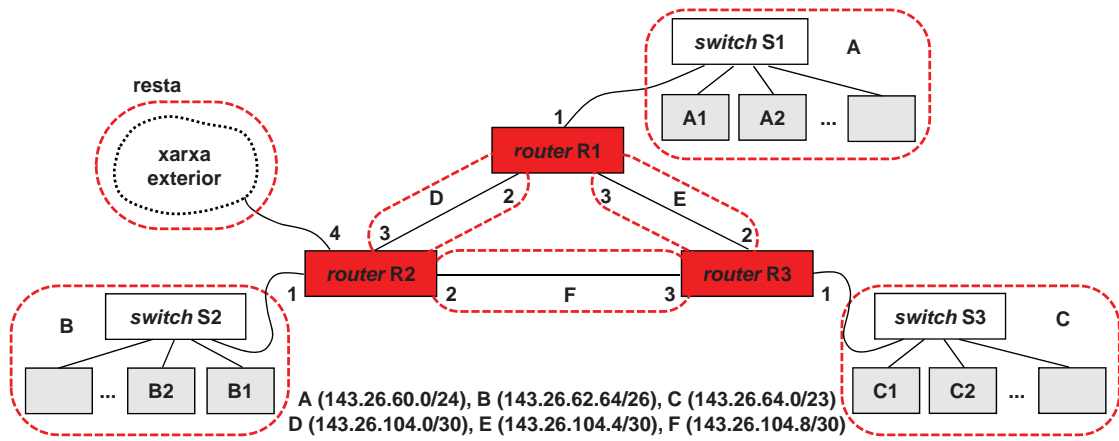 switch S1
A
resta
A1
A2
...
1
xarxa
exterior
router R1
D
2
3
E
4
3
2
router R2
router R3
1
2
F
3
1
switch S2
B
switch S3
C
...
B2
B1
C1
C2
...
A (143.26.60.0/24), B (143.26.62.64/26), C (143.26.64.0/23)
D (143.26.104.0/30), E (143.26.104.4/30), F (143.26.104.8/30)